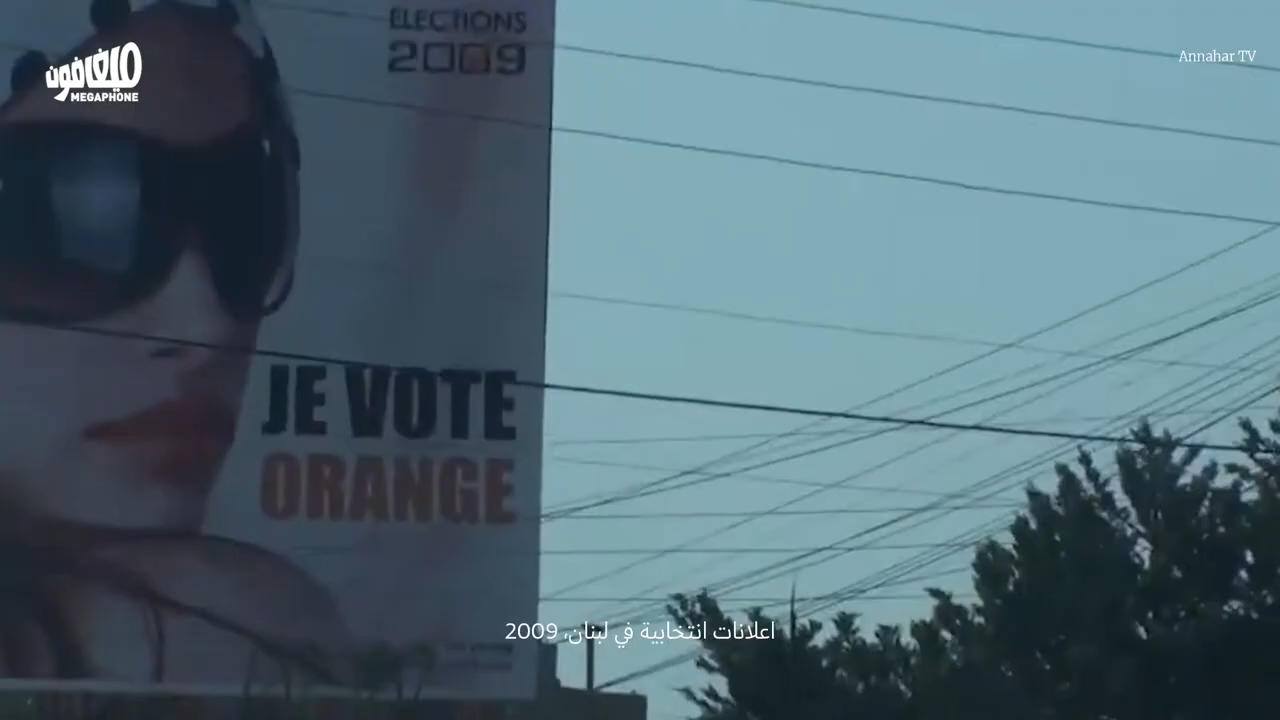 ELECTIONS
2009
ميغافون
MEGAPHONE
Annahar TV
JE VOTE
ORANGE
اعلانات انتخابية في لبنان، 2009